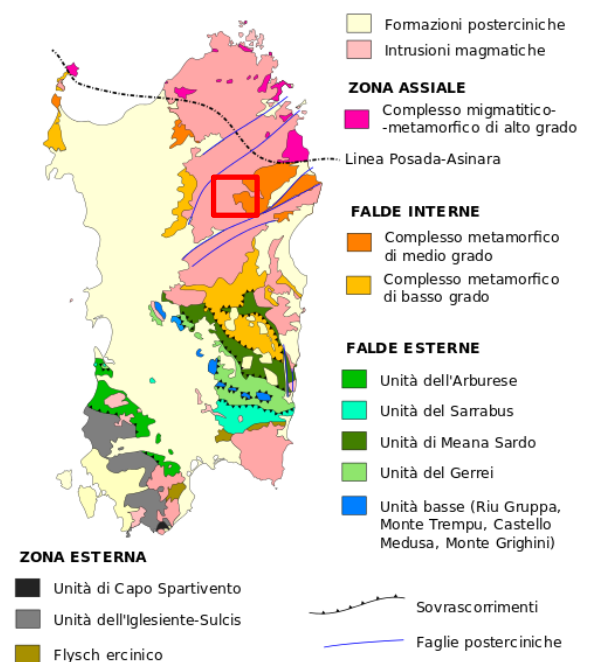 Formazioni posterciniche
Intrusioni magmatiche
ZONA ASSIALE
Complesso migmatitico-
-metamorfico di alto grado
Linea Posada-Asinara
FALDE INTERNE
Complesso metamorfico
di medio grado
Complesso metamorfico
di basso grado
FALDE ESTERNE
Unità dell'Arburese
Unità del Sarrabus
Unità di Meana Sardo
Unità del Gerrei
Unità basse (Riu Gruppa,
Monte Trempu, Castello
Medusa, Monte Grighini)
ZONA ESTERNA
Unità di Capo Spartivento
Unità dell'Iglesiente-Sulcis
Flysch ercinico
Sovrascorrimenti
Faglie posterciniche